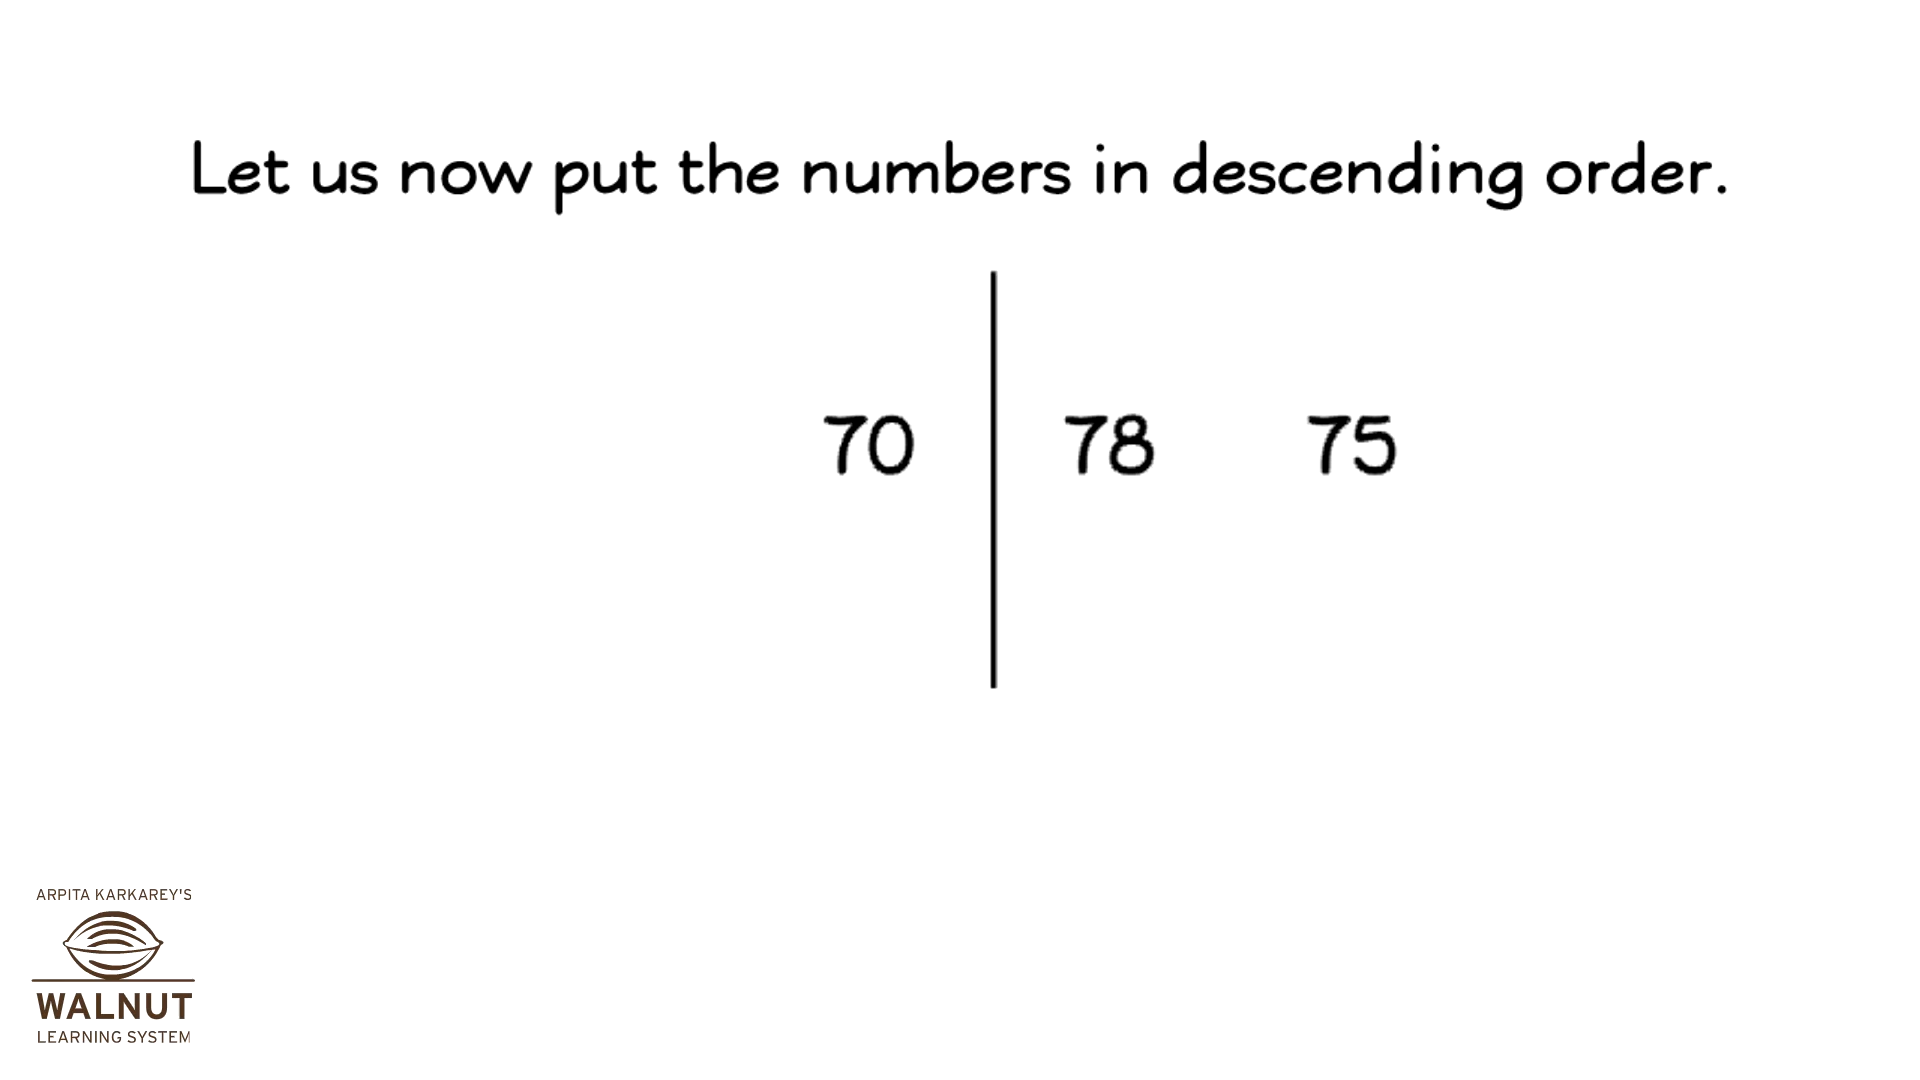 Let us now put the numbers in descending order.
70 78 75
ARPITA KARKAREY'S
WALNUT
LEARNING SYSTEM